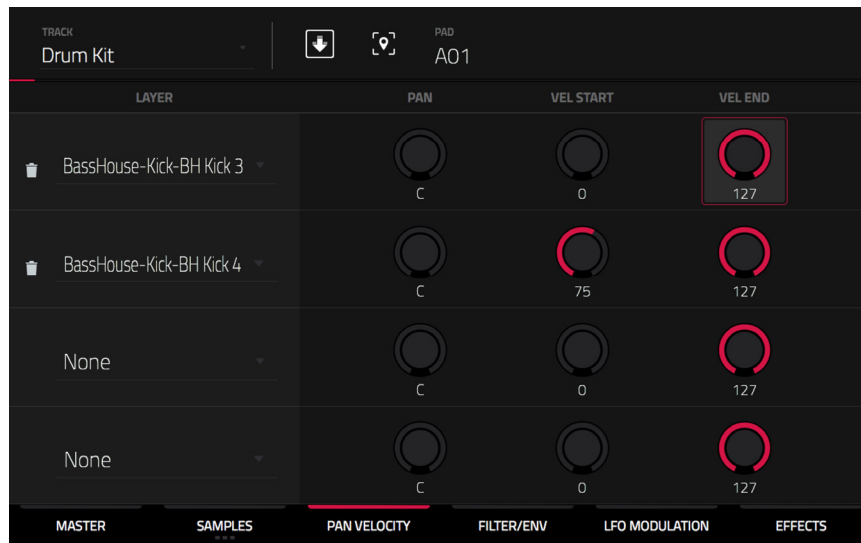 TRACK
PAD
Drum Kit
A01
LAYER PAN VEL START VEL END
BassHouse-Kick-BH Kick 3
C 0 127
BassHouse-Kick-BH Kick 4
C 75 127
None
C 0 127
None
C 0 127
MASTER SAMPLES PAN VELOCITY FILTER/ENV LFO MODULATION EFFECTS